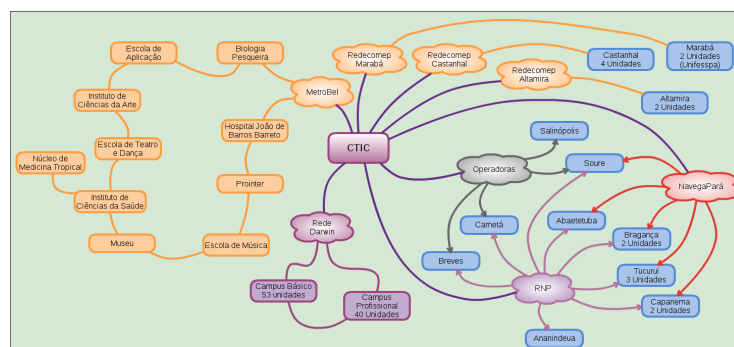 Escola de
Aplicação
Biologia
Pesqueira
Redecomep
Marabá
Redecomep
Castanhal
Redecomep
Altamira
Castanhal
4 Unidades
Marabá
2 Unidades
(Unifesspa)
Altamira
2 Unidades
MetroBel
Instituto de
Ciências da Arte
Hospital João de
Barros Barreto
Escola de Teatro
e Dança
Núcleo de
Medicina Tropical
Instituto de
Ciências da Saúde
Prointer
Museu
Escola de Música
CTIC
Salinópolis
Operadoras
Soure
NavegaPará
Rede
Darwin
Cametá
Abaetetuba
Bragança
2 Unidades
Breves
Tucuruí
3 Unidades
Campus Básico
53 unidades
Campus
Profissional
40 Unidades
RNP
Capanema
2 Unidades
Ananindeua